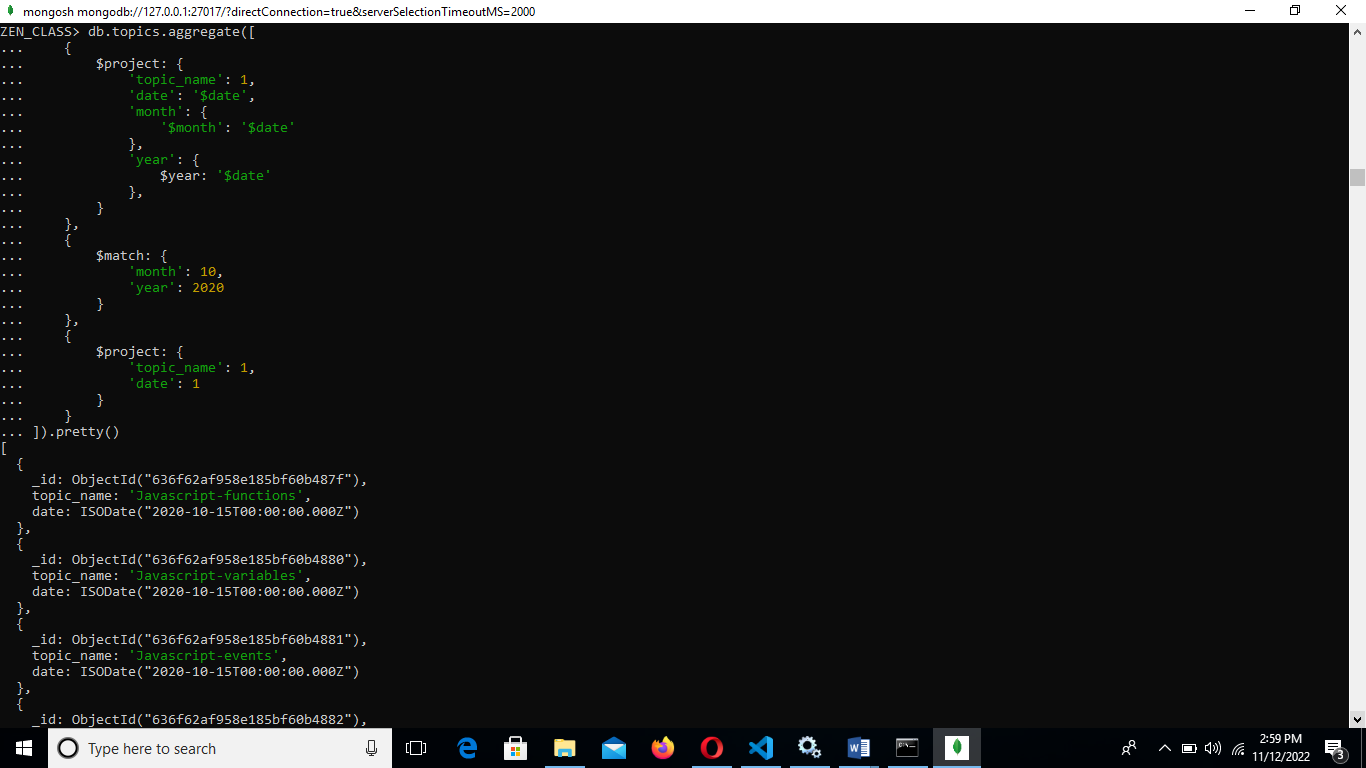 mongosh mongodb://127.0.0.1:27017/?directConnection=true&serverSelectionTimeoutMS=2000
ZEN_CLASS> db.topics.aggregate([
...     {
...         $project: {
...             'topic_name': 1,
...             'date': '$date',
...             'month': {
...                 '$month': '$date'
...             },
...             'year': {
...                 $year: '$date'
...             },
...         }
...     },
...     {
...         $match: {
...             'month': 10,
...             'year': 2020
...         }
...     },
...     {
...         $project: {
...             'topic_name': 1,
...             'date': 1
...         }
...     }
... ]).pretty()
[
  {
    _id: ObjectId("636f62af958e185bf60b487f"),
    topic_name: 'Javascript-functions',
    date: ISODate("2020-10-15T00:00:00.000Z")
  },
  {
    _id: ObjectId("636f62af958e185bf60b4880"),
    topic_name: 'Javascript-variables',
    date: ISODate("2020-10-15T00:00:00.000Z")
  },
  {
    _id: ObjectId("636f62af958e185bf60b4881"),
    topic_name: 'Javascript-events',
    date: ISODate("2020-10-15T00:00:00.000Z")
  },
  {
    _id: ObjectId("636f62af958e185bf60b4882"),
Type here to search
2:59 PM
11/12/2022
3